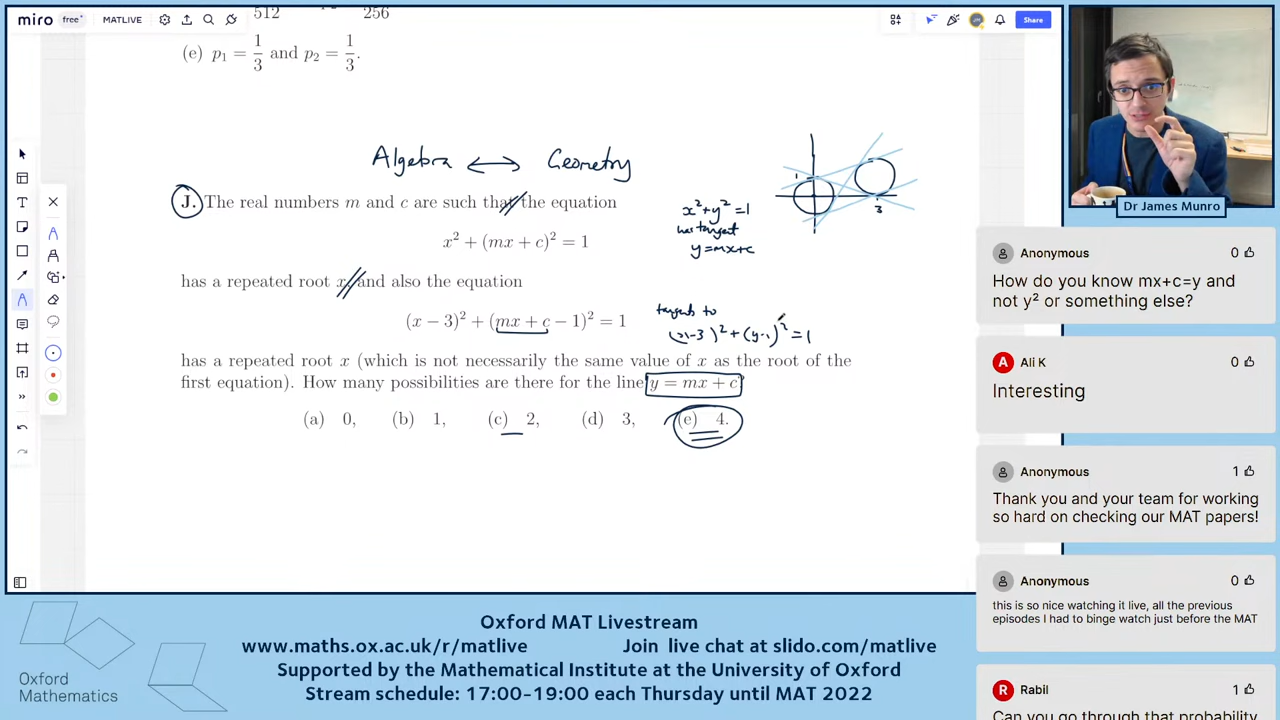 miro free MATLIVE Share
512 256
(e) p₁ = 1/3 and p₂ = 1/3.
Algebra ↔ Geometry
J. The real numbers m and c are such that the equation
x² + (mx + c)² = 1
has a repeated root x, and also the equation
(x − 3)² + (mx + c − 1)² = 1
has a repeated root x (which is not necessarily the same value of x as the root of the
first equation). How many possibilities are there for the line y = mx + c?
(a) 0, (b) 1, (c) 2, (d) 3, (e) 4.
x²+y²=1
has tangent
y=mx+c
1
3
tangents to
(x-3)²+(y-1)²=1
Dr James Munro
Anonymous 0
How do you know mx+c=y and
not y² or something else?
A Ali K 0
Interesting
Anonymous 1
Thank you and your team for working
so hard on checking our MAT papers!
Anonymous 0
this is so nice watching it live, all the previous
episodes I had to binge watch just before the MAT
R Rabil 1
Can you go through that probability
Oxford
Mathematics
Oxford MAT Livestream
www.maths.ox.ac.uk/r/matlive Join live chat at slido.com/matlive
Supported by the Mathematical Institute at the University of Oxford
Stream schedule: 17:00-19:00 each Thursday until MAT 2022